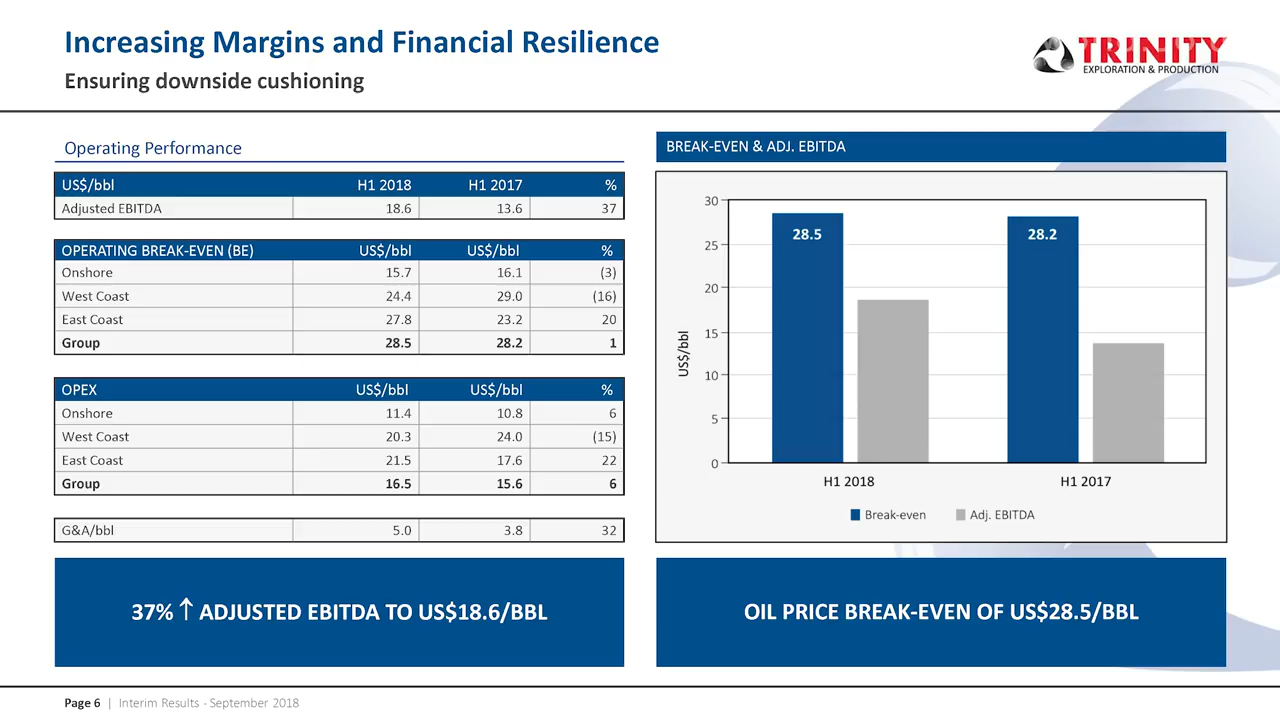 Increasing Margins and Financial Resilience
Ensuring downside cushioning
TRINITY
EXPLORATION & PRODUCTION
Operating Performance
US$/bbl H1 2018 H1 2017 %
Adjusted EBITDA 18.6 13.6 37
OPERATING BREAK-EVEN (BE) US$/bbl US$/bbl %
Onshore 15.7 16.1 (3)
West Coast 24.4 29.0 (16)
East Coast 27.8 23.2 20
Group 28.5 28.2 1
OPEX US$/bbl US$/bbl %
Onshore 11.4 10.8 6
West Coast 20.3 24.0 (15)
East Coast 21.5 17.6 22
Group 16.5 15.6 6
G&A/bbl 5.0 3.8 32
37% ↑ ADJUSTED EBITDA TO US$18.6/BBL
BREAK-EVEN & ADJ. EBITDA
US$/bbl
30
25
20
15
10
5
0
28.5 28.2
H1 2018 H1 2017
Break-even Adj. EBITDA
OIL PRICE BREAK-EVEN OF US$28.5/BBL
Page 6 | Interim Results - September 2018